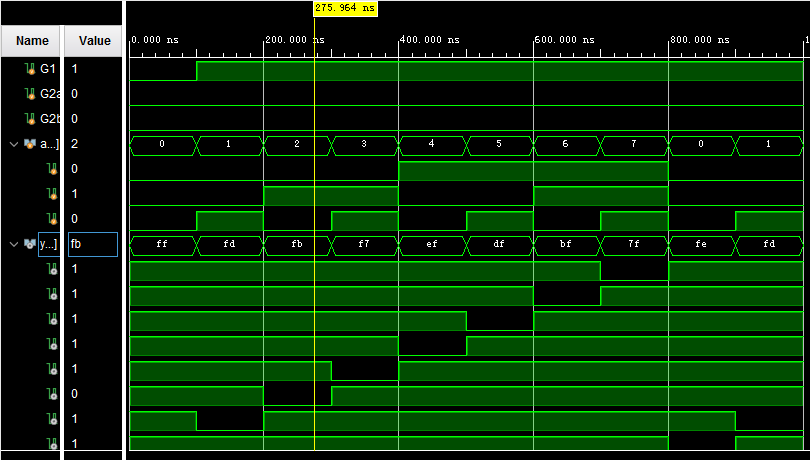 275.964 ns
Name Value 0.000 ns 200.000 ns 400.000 ns 600.000 ns 800.000 ns 1
G1 1
G2a 0
G2b 0
a...] 2 0 1 2 3 4 5 6 7 0 1
0
1
0
y...] fb ff fd fb f7 ef df bf 7f fe fd
1
1
1
1
1
0
1
1